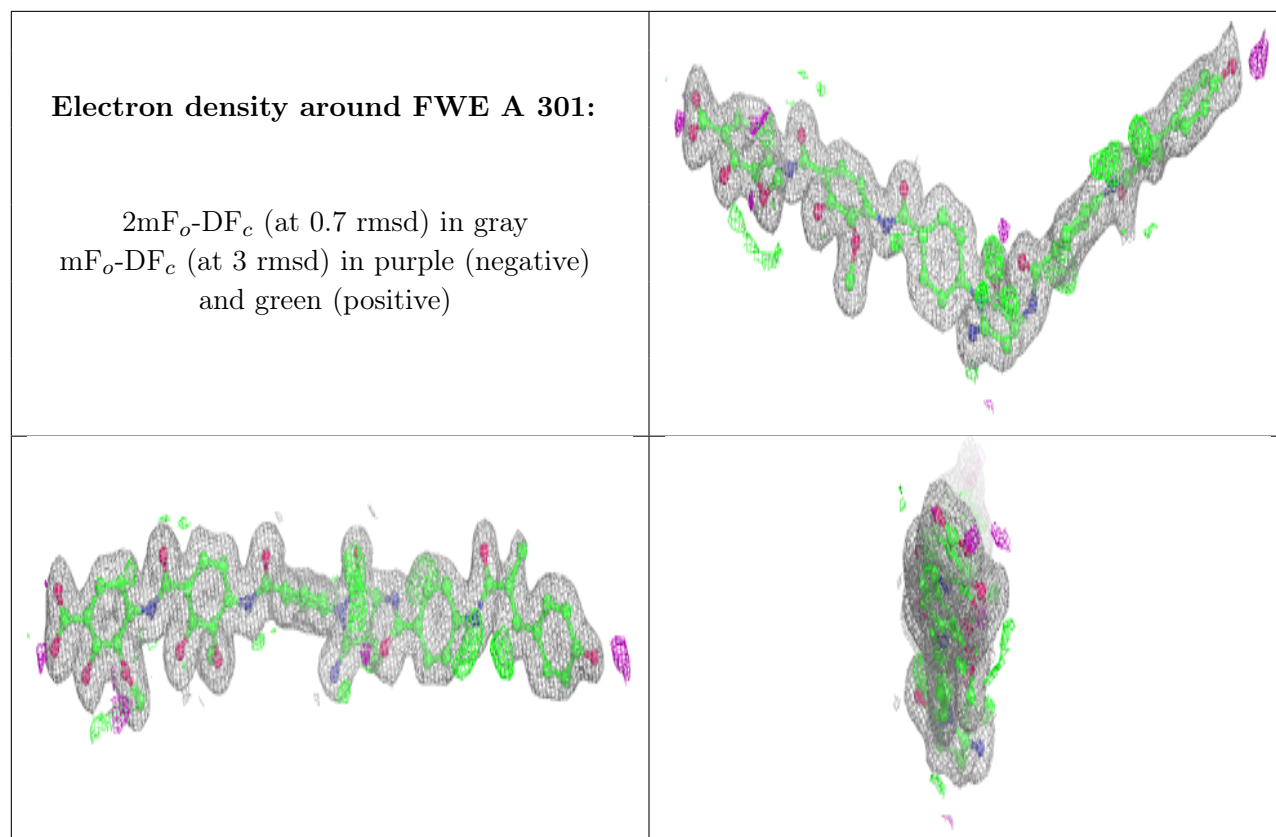 Electron density around FWE A 301:
2mFo-DFc (at 0.7 rmsd) in gray
mFo-DFc (at 3 rmsd) in purple (negative)
and green (positive)